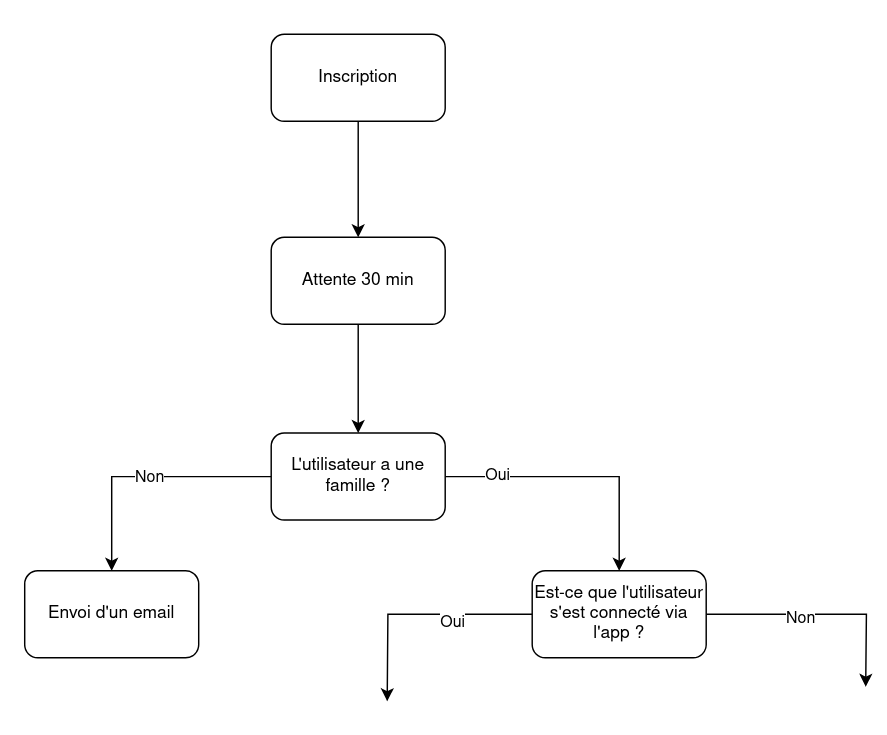 Inscription
Attente 30 min
L'utilisateur a une
famille ?
Non
Oui
Envoi d'un email
Est-ce que l'utilisateur
s'est connecté via
l'app ?
Oui
Non